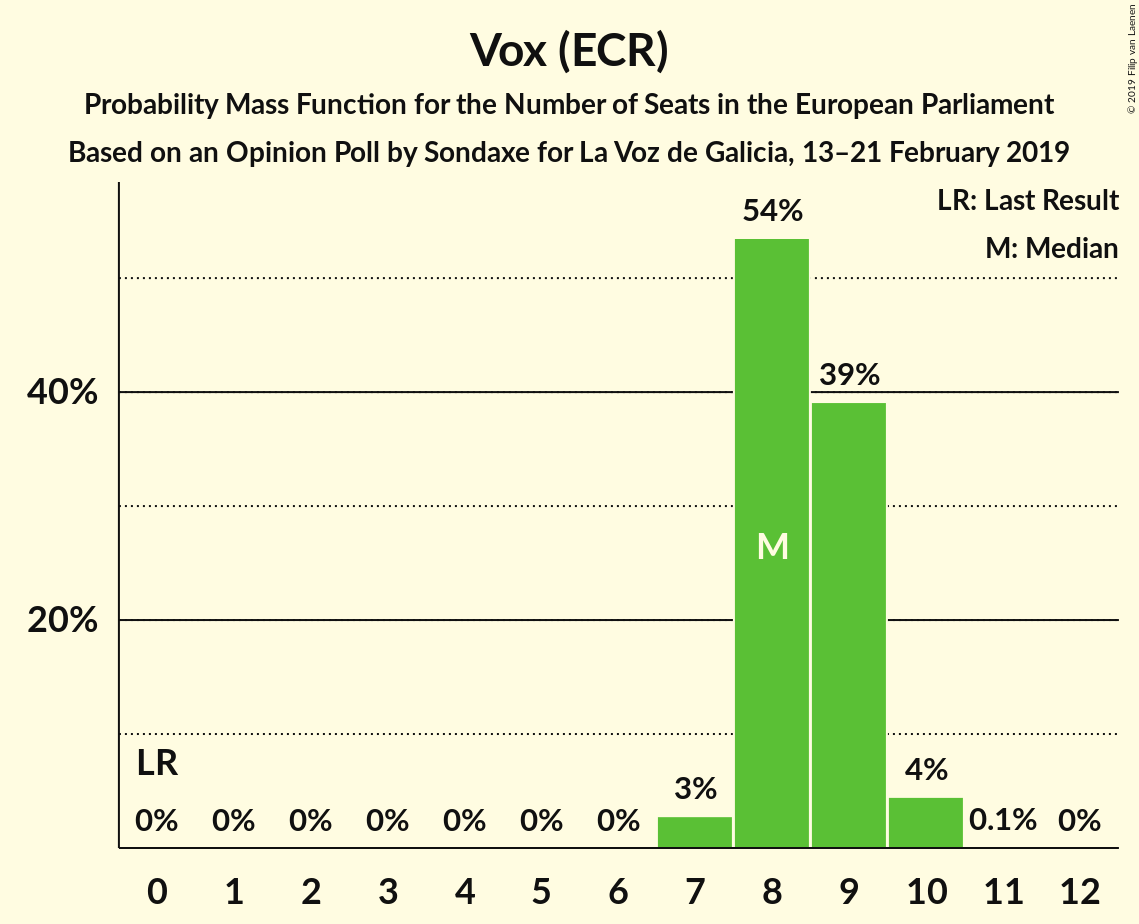 Vox (ECR)
Probability Mass Function for the Number of Seats in the European Parliament
Based on an Opinion Poll by Sondaxe for La Voz de Galicia, 13–21 February 2019
© 2019 Filip van Laenen
LR: Last Result
M: Median
54%
39%
40%
M
20%
LR
0% 0% 0% 0% 0% 0% 0% 3% 4% 0.1% 0%
0 1 2 3 4 5 6 7 8 9 10 11 12